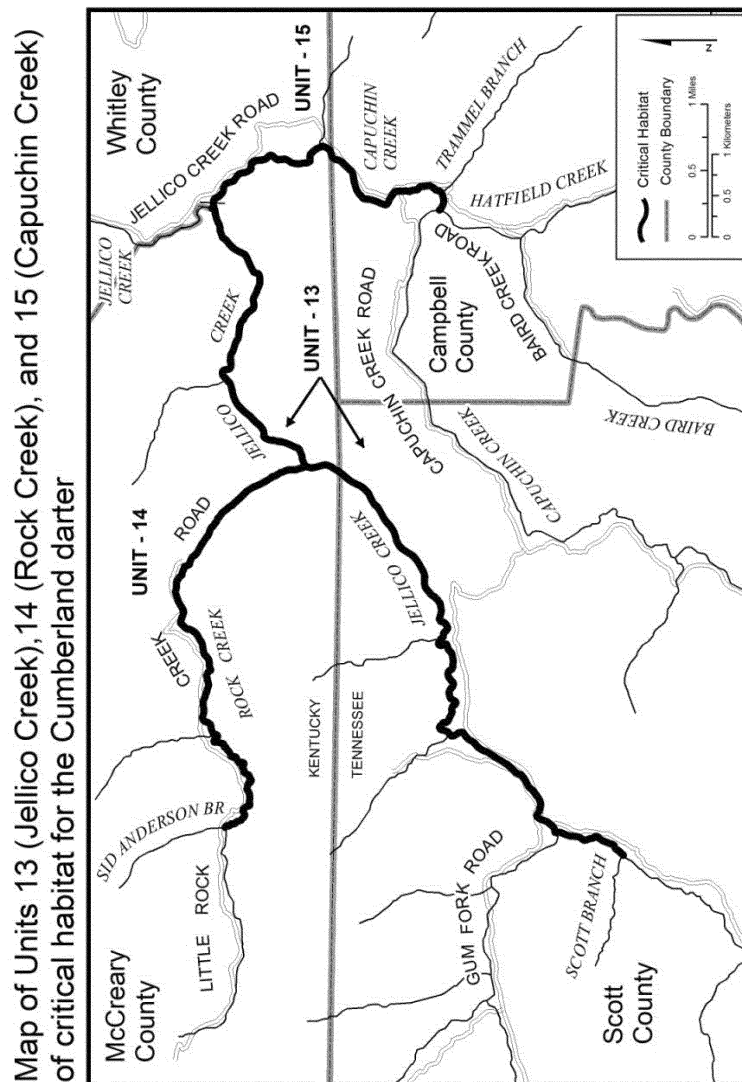 Map of Units 13 (Jellico Creek),14 (Rock Creek), and 15 (Capuchin Creek)
of critical habitat for the Cumberland darter
McCreary
County
Whitley
County
JELLICO
CREEK
JELLICO CREEK ROAD
UNIT - 15
SID ANDERSON BR
LITTLE ROCK
CREEK
ROAD
ROCK CREEK
UNIT - 14
JELLICO
CREEK
UNIT - 13
KENTUCKY
TENNESSEE
CAPUCHIN
CREEK
TRAMMEL BRANCH
HATFIELD CREEK
JELLICO CREEK
CAPUCHIN CREEK ROAD
Campbell
County
BAIRD CREEK ROAD
CAPUCHIN CREEK
BAIRD CREEK
GUM FORK ROAD
SCOTT BRANCH
Scott
County
Critical Habitat
County Boundary
0 0.5 1 Miles
0 0.5 1 Kilometers
N